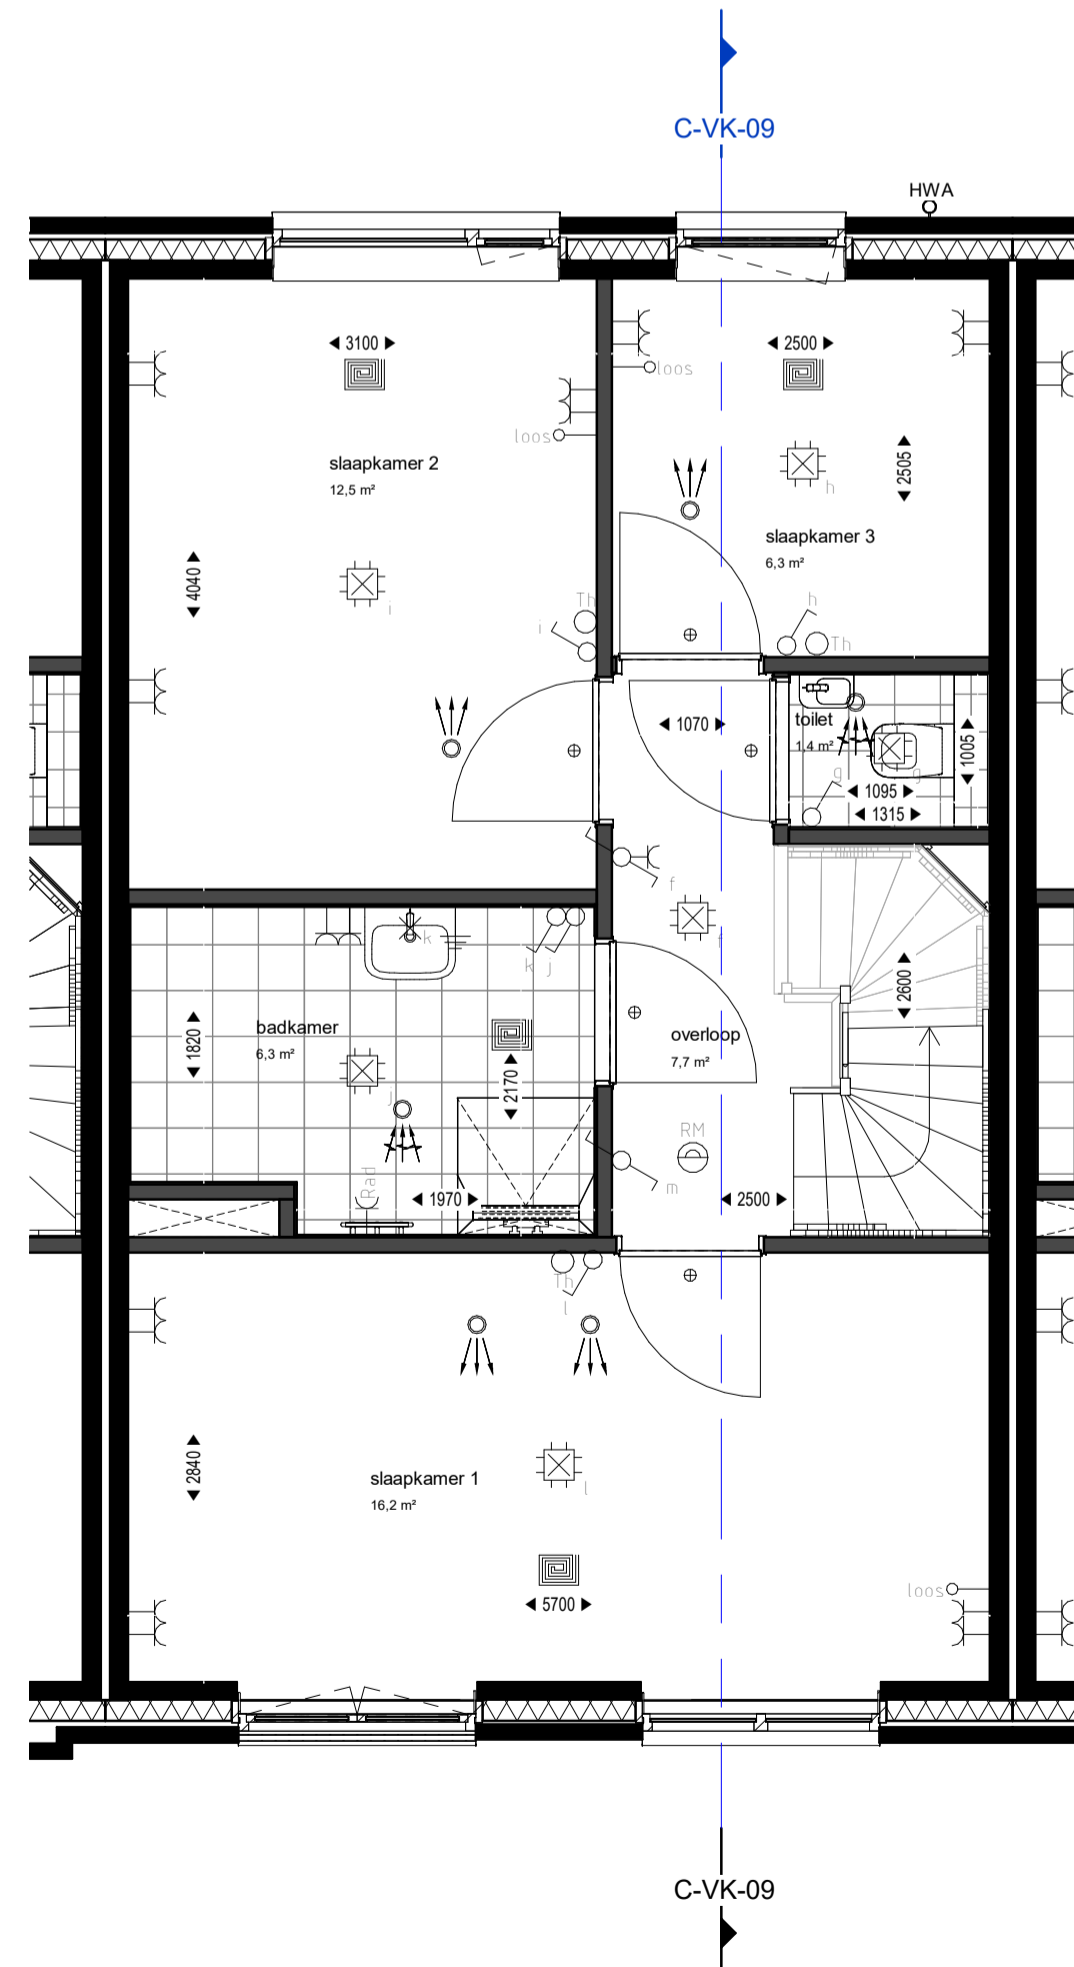 C-VK-09
HWA
3100
2500
loos
loos
slaapkamer 2
12,5 m²
h
2505
slaapkamer 3
6,3 m²
4040
i
Th
i
h
Th
1070
toilet
1,4 m²
1005
g
g
1095
1315
f
f
k
k j
2600
badkamer
6,3 m²
1820
overloop
7,7 m²
2170
j
RM
Rad
m
1970
2500
Th
l
2840
slaapkamer 1
16,2 m²
l
loos
5700
C-VK-09